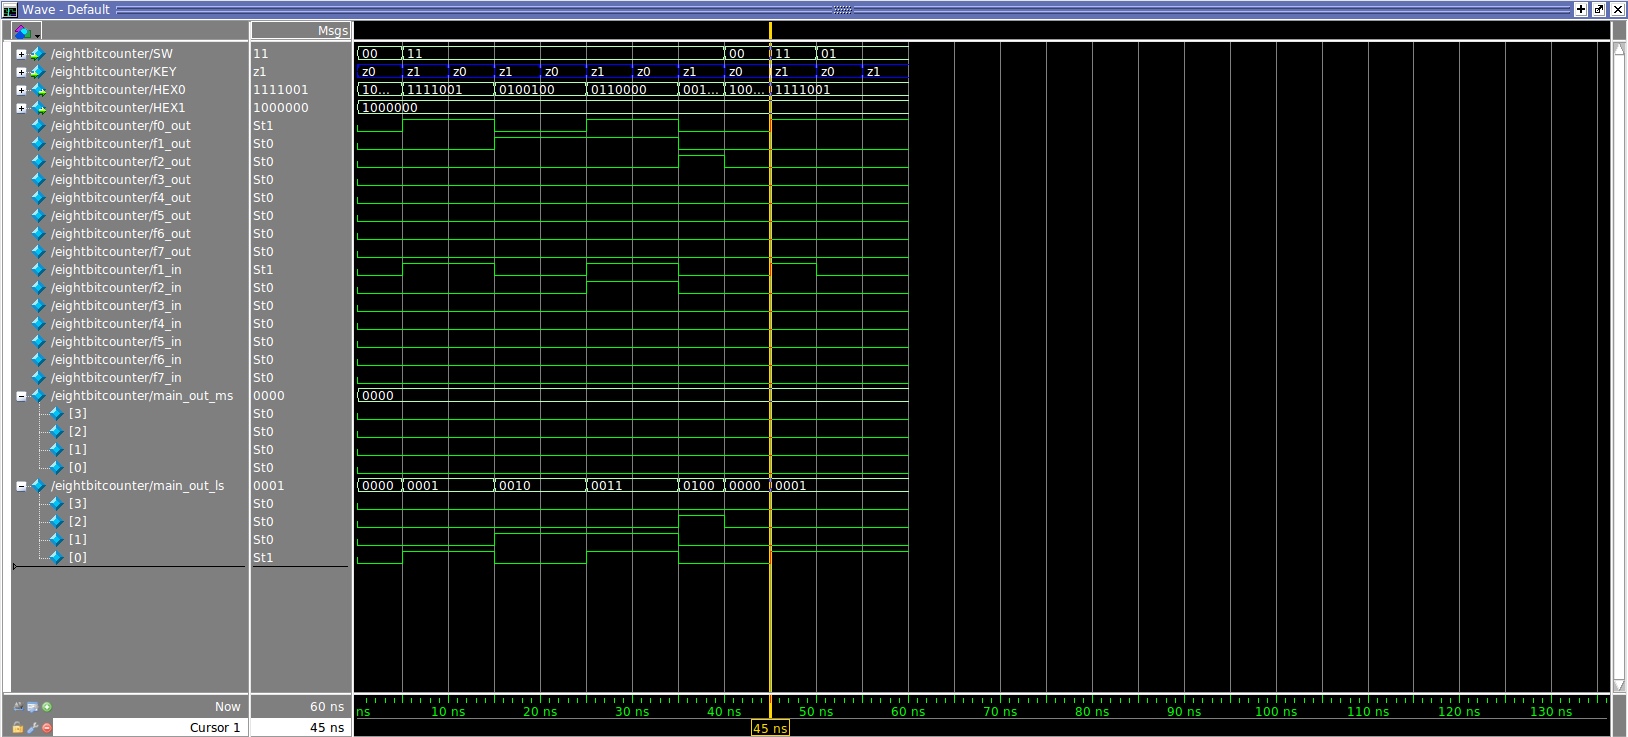 Wave - Default
Msgs
/eightbitcounter/SW 11 00 11 00 11 01
/eightbitcounter/KEY z1 z0 z1 z0 z1 z0 z1 z0 z1 z0 z1 z0 z1
/eightbitcounter/HEX0 1111001 10... 1111001 0100100 0110000 001... 100... 1111001
/eightbitcounter/HEX1 1000000 1000000
/eightbitcounter/f0_out St1
/eightbitcounter/f1_out St0
/eightbitcounter/f2_out St0
/eightbitcounter/f3_out St0
/eightbitcounter/f4_out St0
/eightbitcounter/f5_out St0
/eightbitcounter/f6_out St0
/eightbitcounter/f7_out St0
/eightbitcounter/f1_in St1
/eightbitcounter/f2_in St0
/eightbitcounter/f3_in St0
/eightbitcounter/f4_in St0
/eightbitcounter/f5_in St0
/eightbitcounter/f6_in St0
/eightbitcounter/f7_in St0
/eightbitcounter/main_out_ms 0000 0000
[3] St0
[2] St0
[1] St0
[0] St0
/eightbitcounter/main_out_ls 0001 0000 0001 0010 0011 0100 0000 0001
[3] St0
[2] St0
[1] St0
[0] St1
Now 60 ns ns 10 ns 20 ns 30 ns 40 ns 50 ns 60 ns 70 ns 80 ns 90 ns 100 ns 110 ns 120 ns 130 ns
Cursor 1 45 ns 45 ns